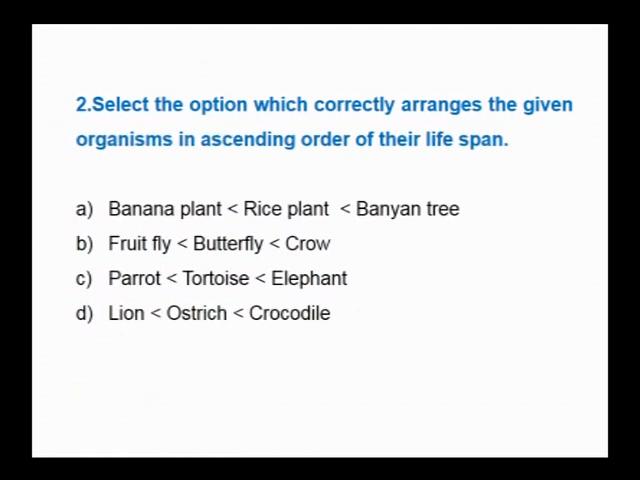 2.Select the option which correctly arranges the given
organisms in ascending order of their life span.
a) Banana plant < Rice plant < Banyan tree
b) Fruit fly < Butterfly < Crow
c) Parrot < Tortoise < Elephant
d) Lion < Ostrich < Crocodile